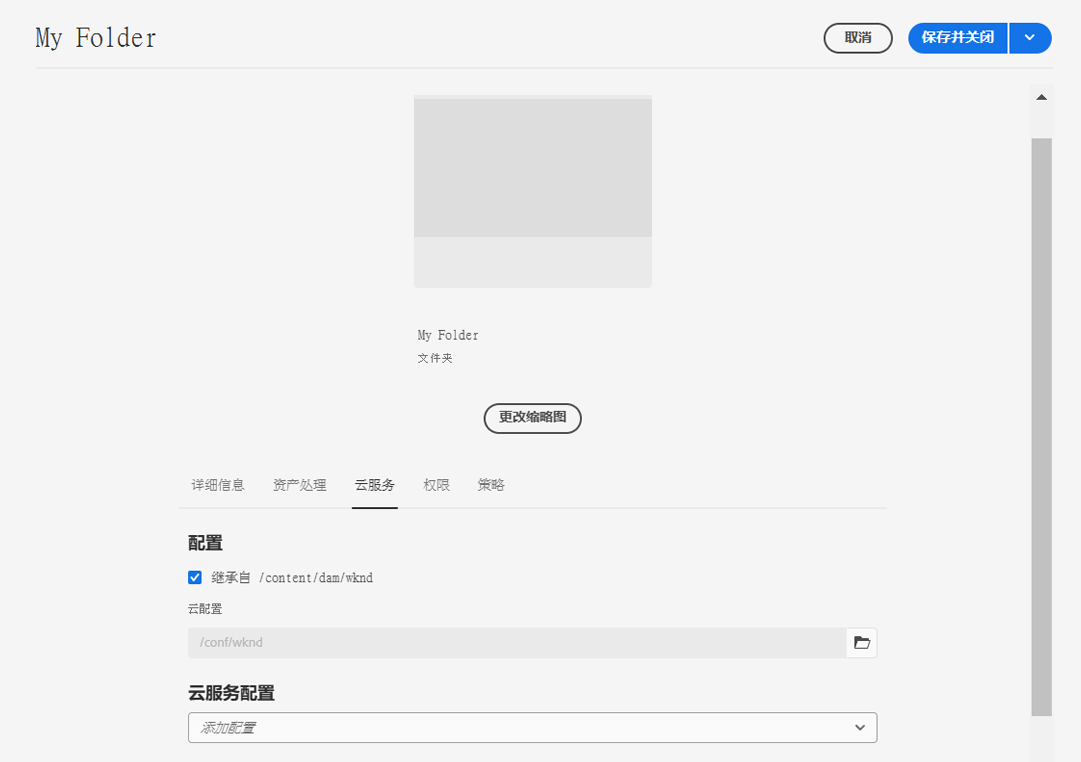 My Folder
取消
保存并关闭
My Folder
文件夹
更改缩略图
详细信息 资产处理 云服务 权限 策略
配置
继承自 /content/dam/wknd
云配置
/conf/wknd
云服务配置
添加配置